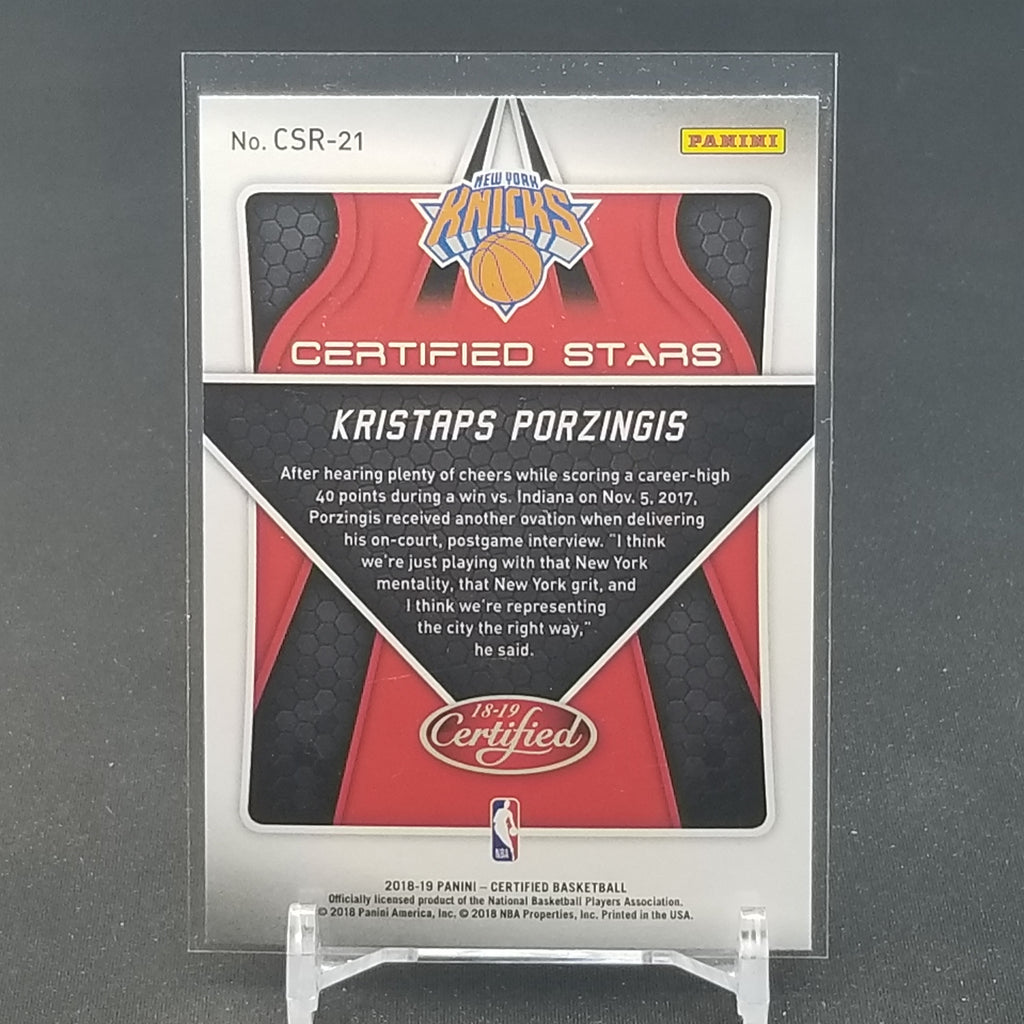 No. CSR-21
PANINI
NEW YORK
KNICKS
CERTIFIED STARS
KRISTAPS PORZINGIS
After hearing plenty of cheers while scoring a career-high
40 points during a win vs. Indiana on Nov. 5, 2017,
Porzingis received another ovation when delivering
his on-court, postgame interview. "I think
we're just playing with that New York
mentality, that New York grit, and
I think we're representing
the city the right way,"
he said.
18-19
Certified
NBA
2018-19 PANINI – CERTIFIED BASKETBALL
Officially licensed product of the National Basketball Players Association.
© 2018 Panini America, Inc. © 2018 NBA Properties, Inc. Printed in the USA.